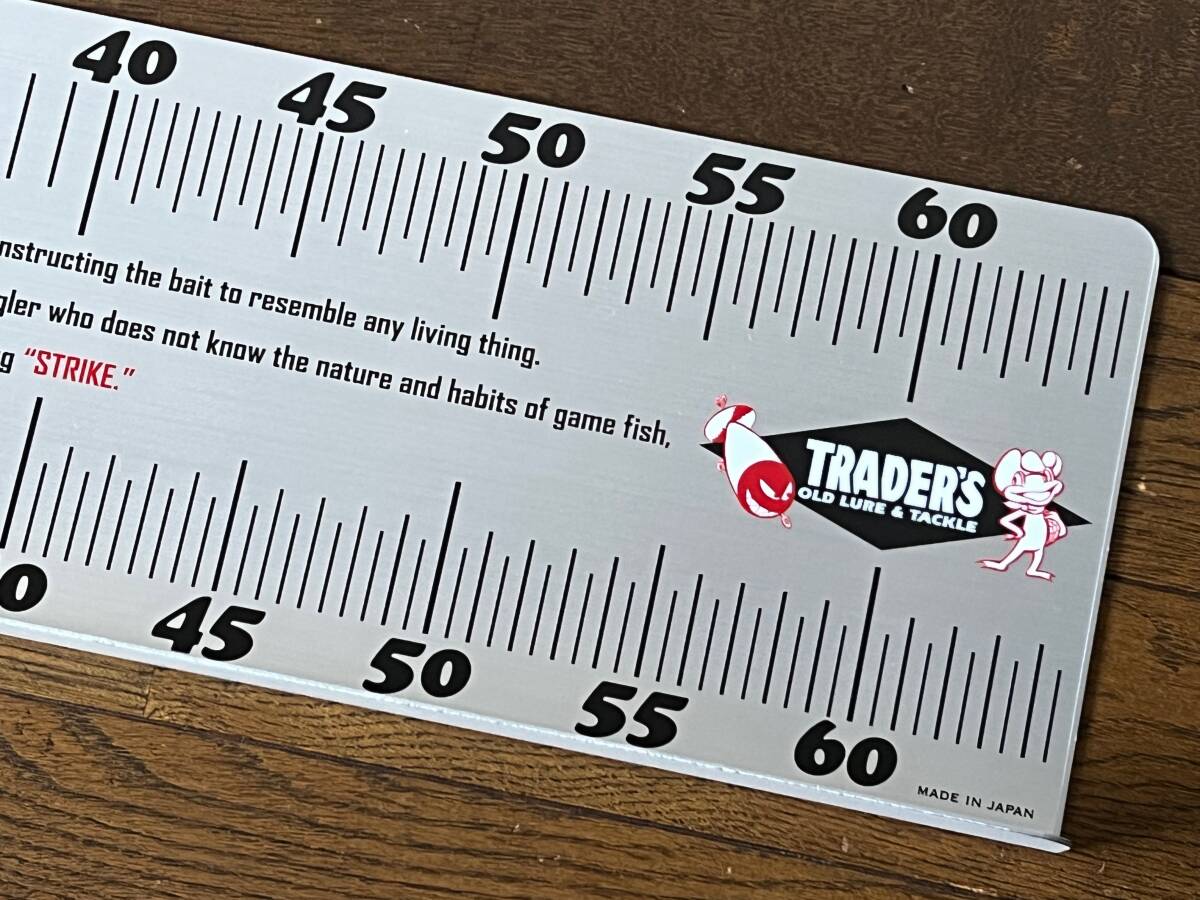 40 45 50 55 60
nstructing the bait to resemble any living thing.
gler who does not know the nature and habits of game fish,
g "STRIKE."
TRADER'S
OLD LURE & TACKLE
0 45 50 55 60
MADE IN JAPAN